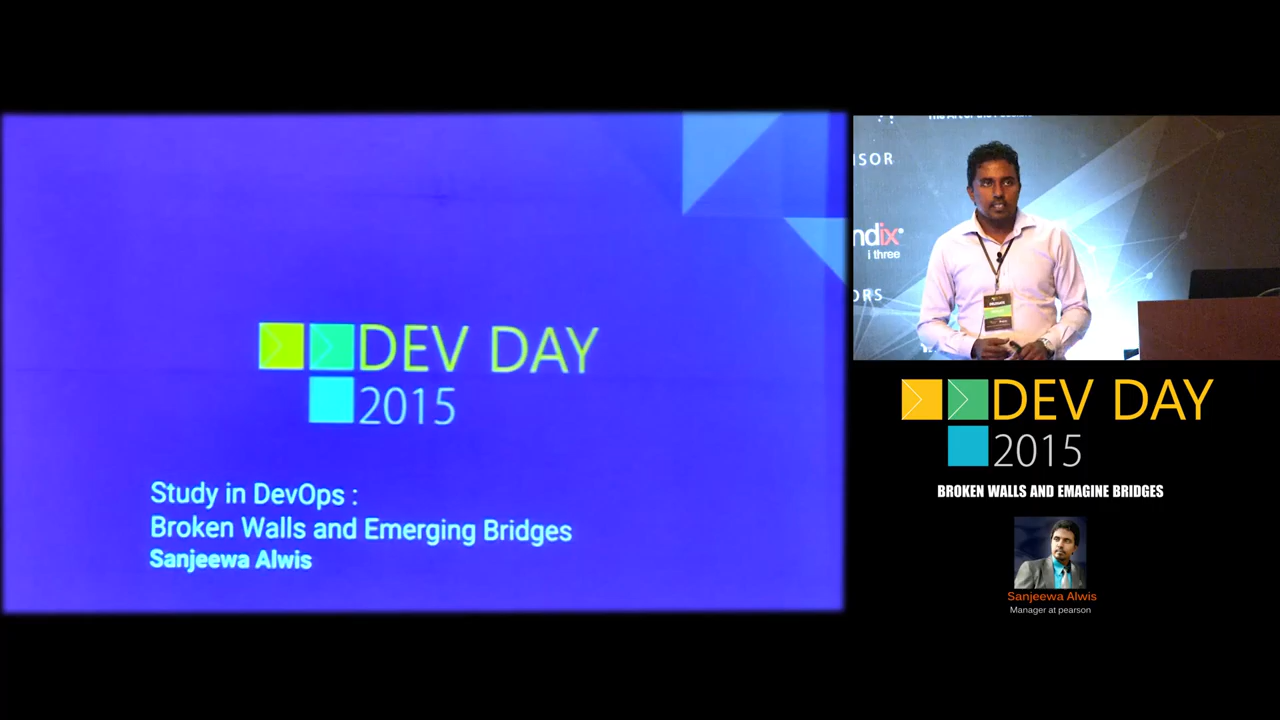 DEV DAY
2015
Study in DevOps :
Broken Walls and Emerging Bridges
Sanjeewa Alwis
ISOR
ndix
i three
ORS
DEV DAY
2015
BROKEN WALLS AND EMAGINE BRIDGES
Sanjeewa Alwis
Manager at pearson